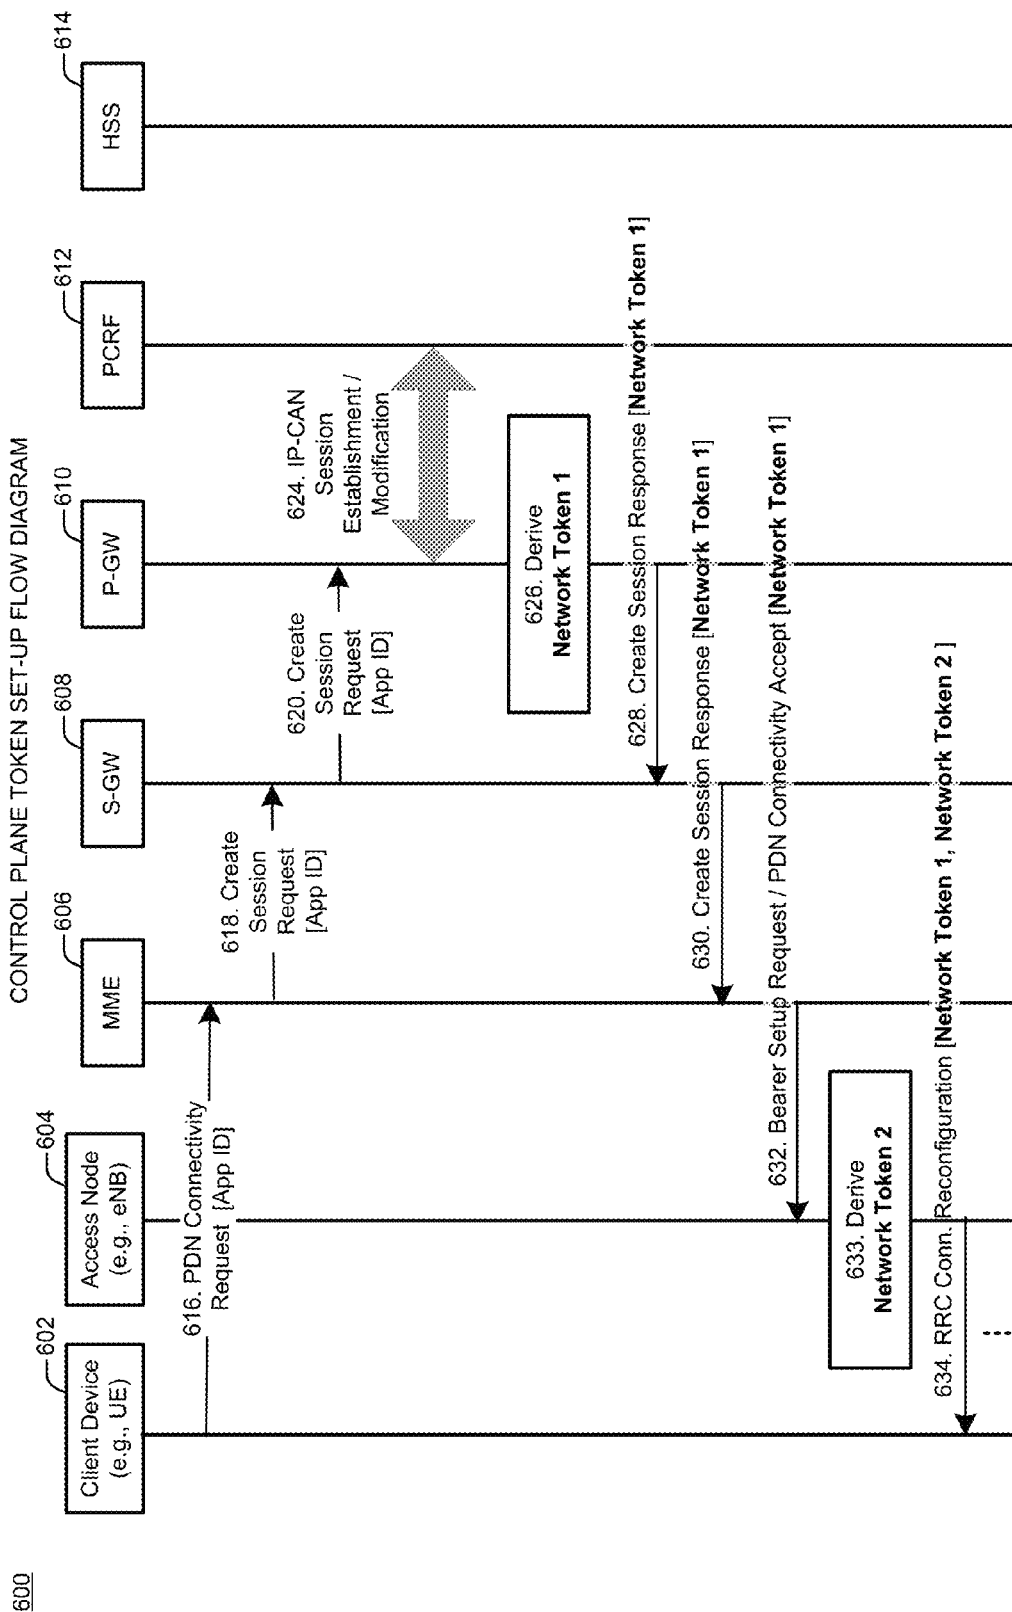 600
CONTROL PLANE TOKEN SET-UP FLOW DIAGRAM
602
604
606
608
610
612
614
Client Device
(e.g., UE)
Access Node
(e.g., eNB)
MME
S-GW
P-GW
PCRF
HSS
616. PDN Connectivity
Request [App ID]
618. Create
Session
Request
[App ID]
620. Create
Session
Request
[App ID]
624. IP-CAN
Session
Establishment /
Modification
626. Derive
Network Token 1
628. Create Session Response [Network Token 1]
630. Create Session Response [Network Token 1]
632. Bearer Setup Request / PDN Connectivity Accept [Network Token 1]
633. Derive
Network Token 2
634. RRC Conn. Reconfiguration [Network Token 1, Network Token 2 ]